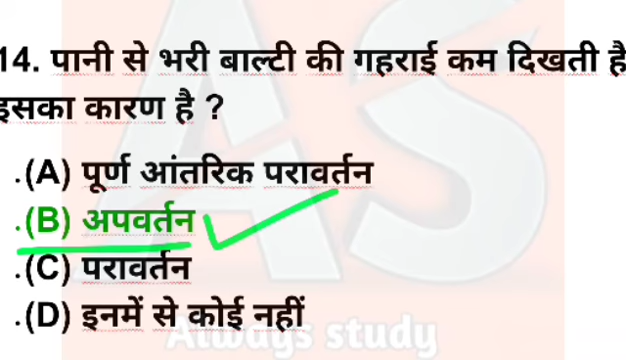 14. पानी से भरी बाल्टी की गहराई कम दिखती है
इसका कारण है ?
.(A) पूर्ण आंतरिक परावर्तन
.(B) अपवर्तन
.(C) परावर्तन
.(D) इनमें से कोई नहीं
AS
Always study